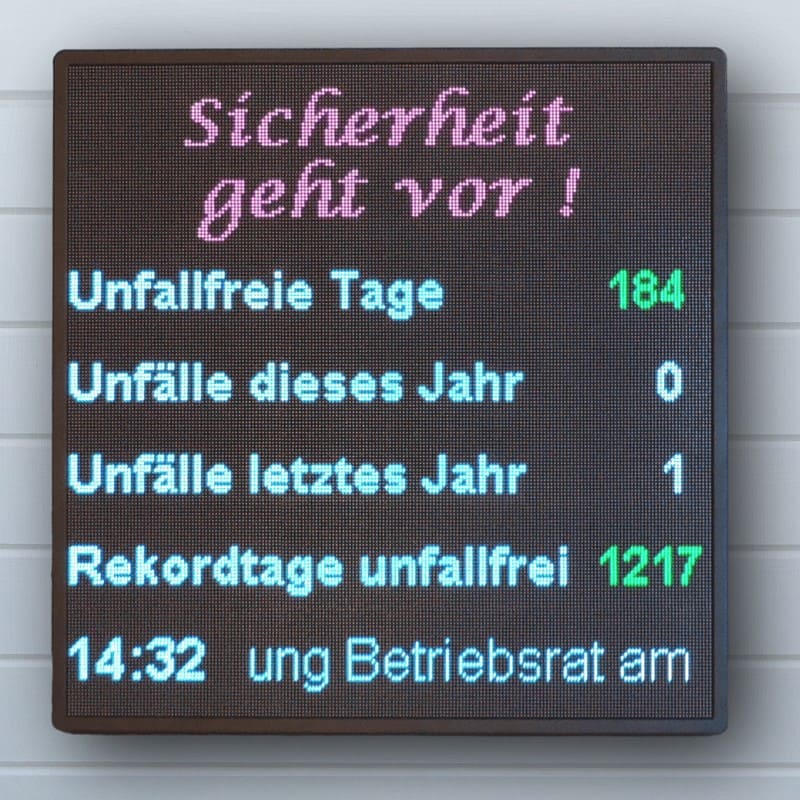 Sicherheit
geht vor !
Unfallfreie Tage 184
Unfälle dieses Jahr 0
Unfälle letztes Jahr 1
Rekordtage unfallfrei 1217
14:32 ung Betriebsrat am